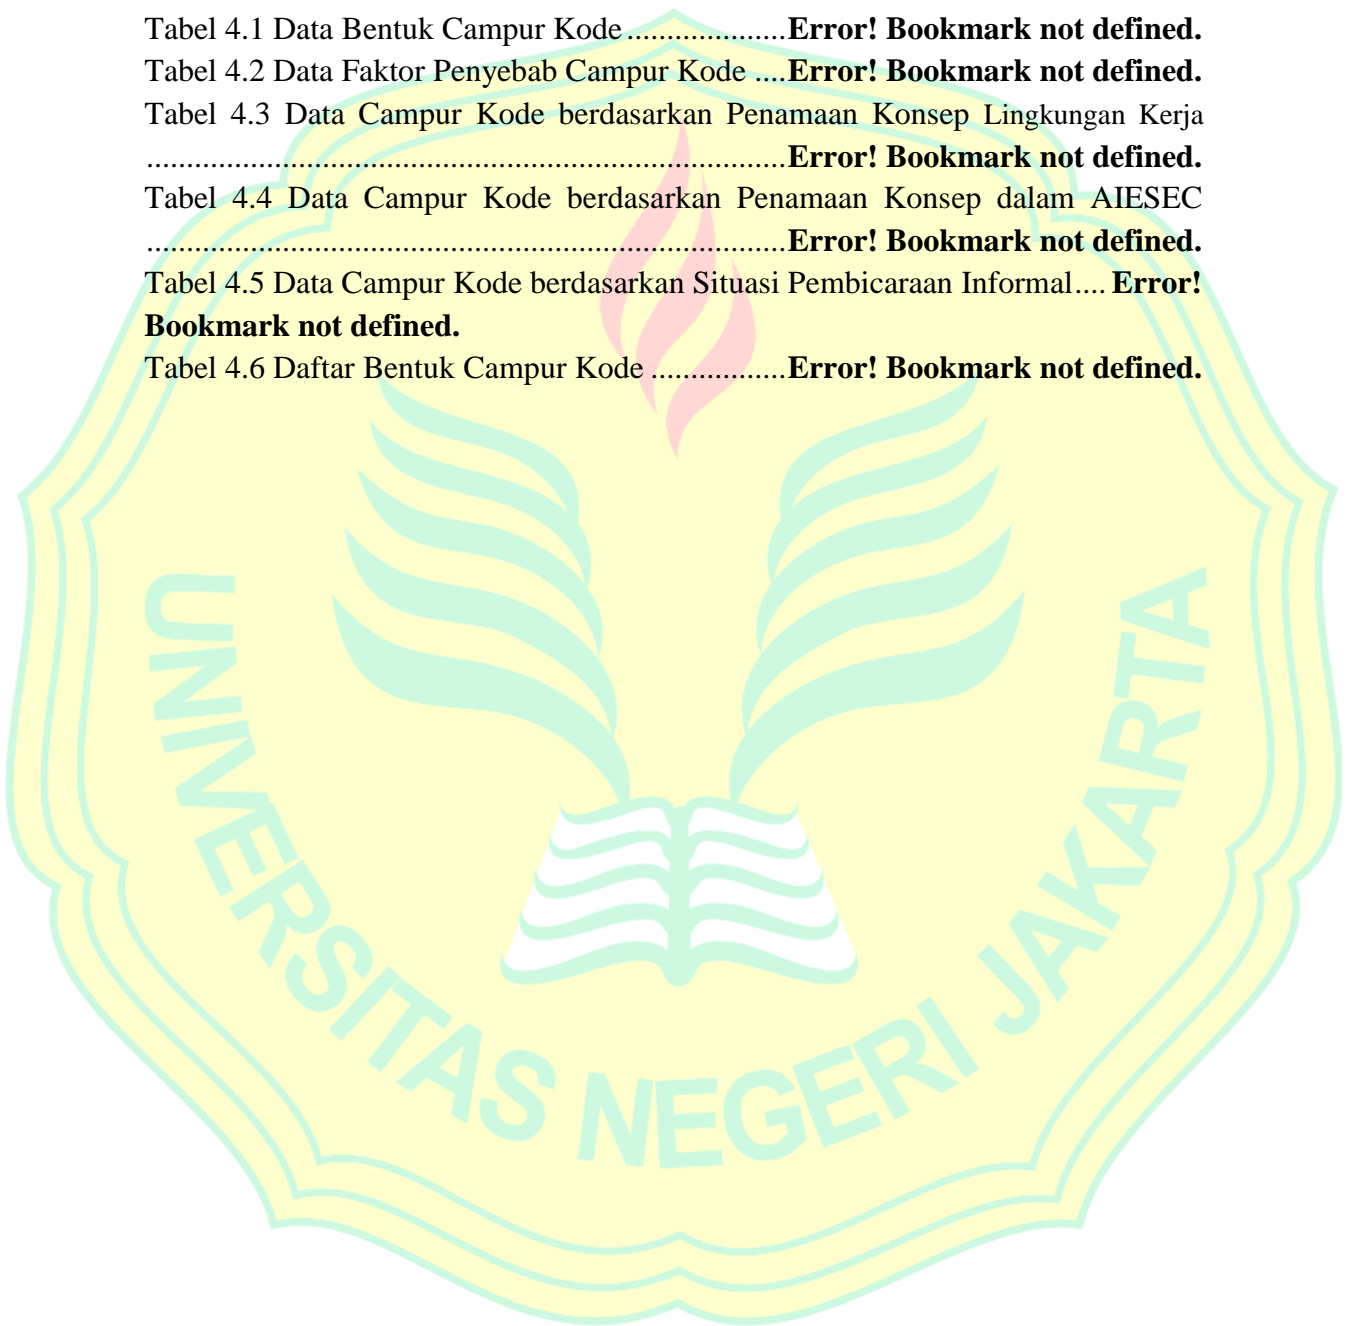 Tabel 4.1 Data Bentuk Campur Kode....................Error! Bookmark not defined.
Tabel 4.2 Data Faktor Penyebab Campur Kode ....Error! Bookmark not defined.
Tabel 4.3 Data Campur Kode berdasarkan Penamaan Konsep Lingkungan Kerja
................................................................................Error! Bookmark not defined.
Tabel 4.4 Data Campur Kode berdasarkan Penamaan Konsep dalam AIESEC
................................................................................Error! Bookmark not defined.
Tabel 4.5 Data Campur Kode berdasarkan Situasi Pembicaraan Informal.... Error!
Bookmark not defined.
Tabel 4.6 Daftar Bentuk Campur Kode .................Error! Bookmark not defined.
UNIVERSITAS NEGERI JAKARTA